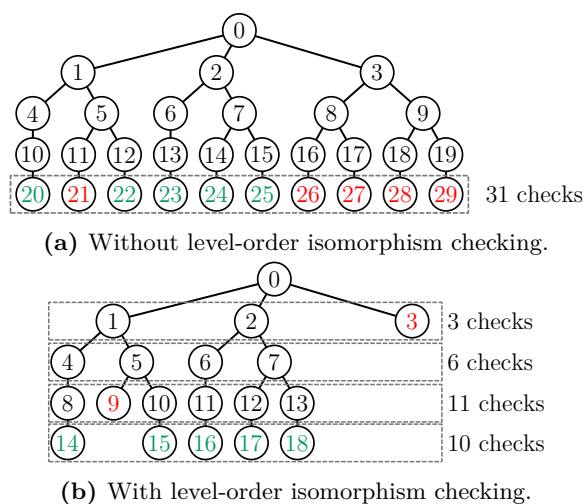 0
1 2 3
4 5 6 7 8 9
10 11 12 13 14 15 16 17 18 19
20 21 22 23 24 25 26 27 28 29 31 checks
(a) Without level-order isomorphism checking.
0
1 2 3 3 checks
4 5 6 7 6 checks
8 9 10 11 12 13 11 checks
14 15 16 17 18 10 checks
(b) With level-order isomorphism checking.